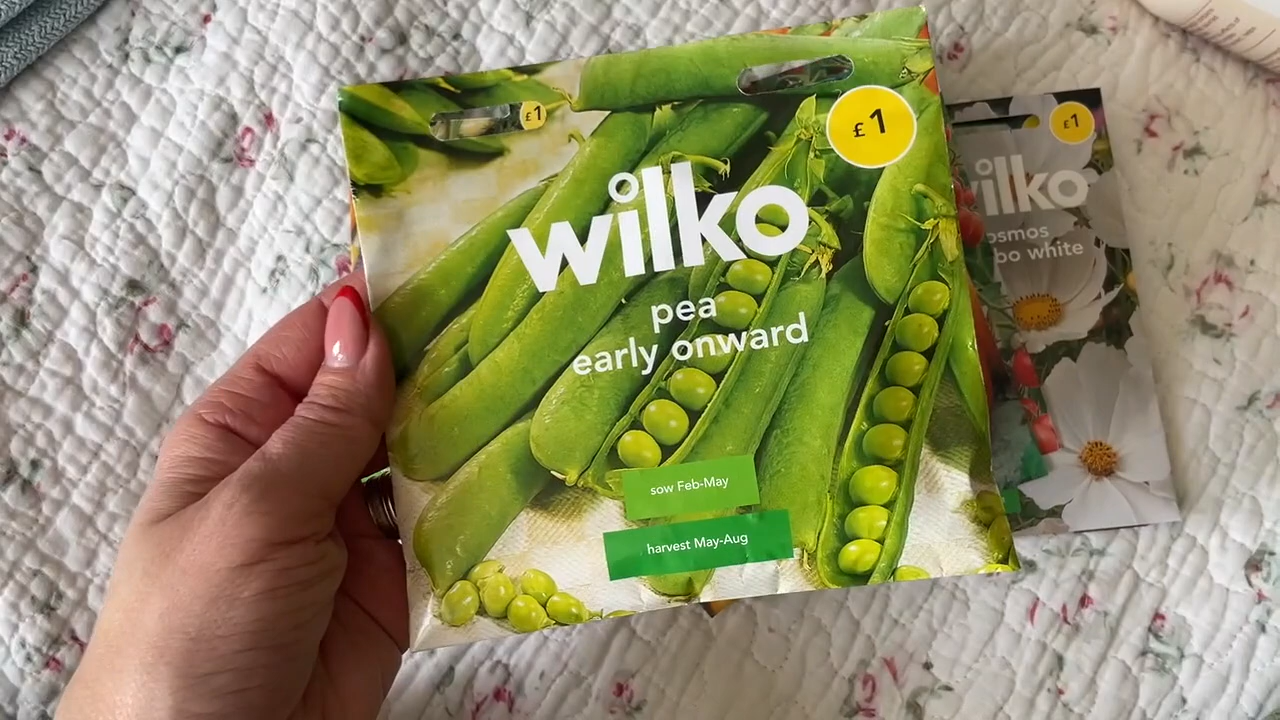 £1
£1
wilko
pea
early onward
sow Feb-May
harvest May-Aug
£1
wilko
osmos
bo white